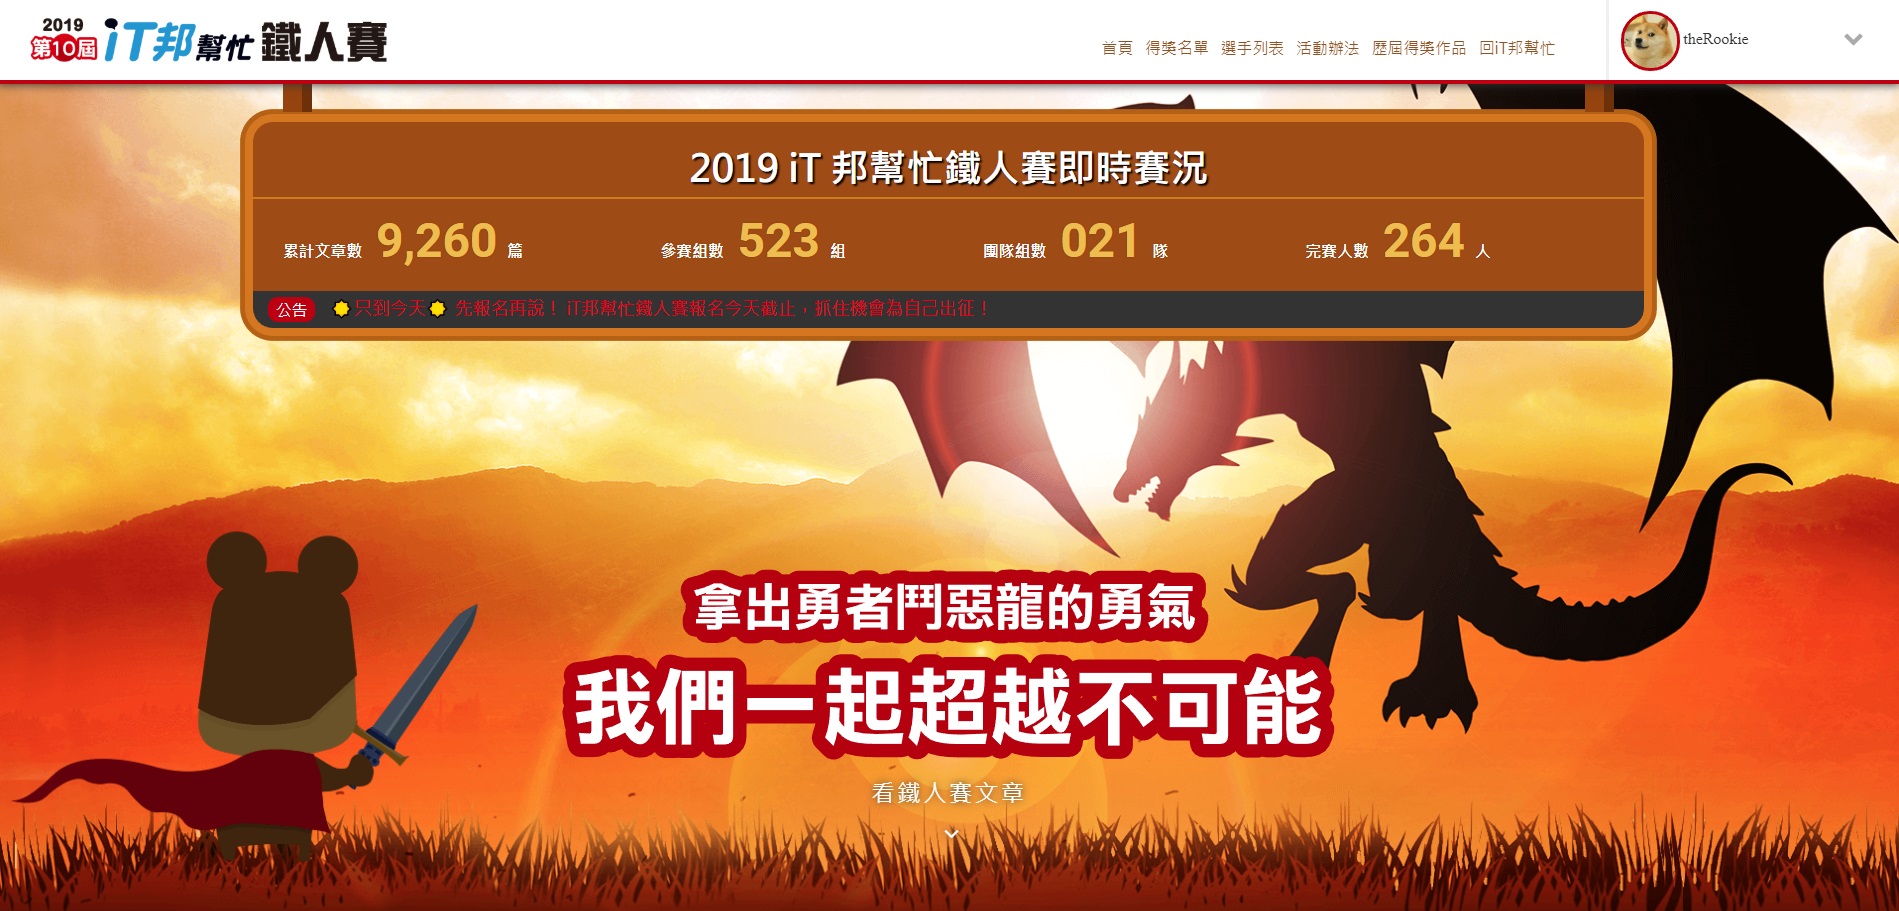 2019
第10屆 iT邦幫忙 鐵人賽
首頁 得獎名單 選手列表 活動辦法 歷屆得獎作品 回iT邦幫忙
theRookie
2019 iT 邦幫忙鐵人賽即時賽況
累計文章數 9,260 篇 參賽組數 523 組 團隊組數 021 隊 完賽人數 264 人
公告 只到今天 先報名再說！ iT邦幫忙鐵人賽報名今天截止，抓住機會為自己出征！
拿出勇者鬥惡龍的勇氣
我們一起超越不可能
看鐵人賽文章